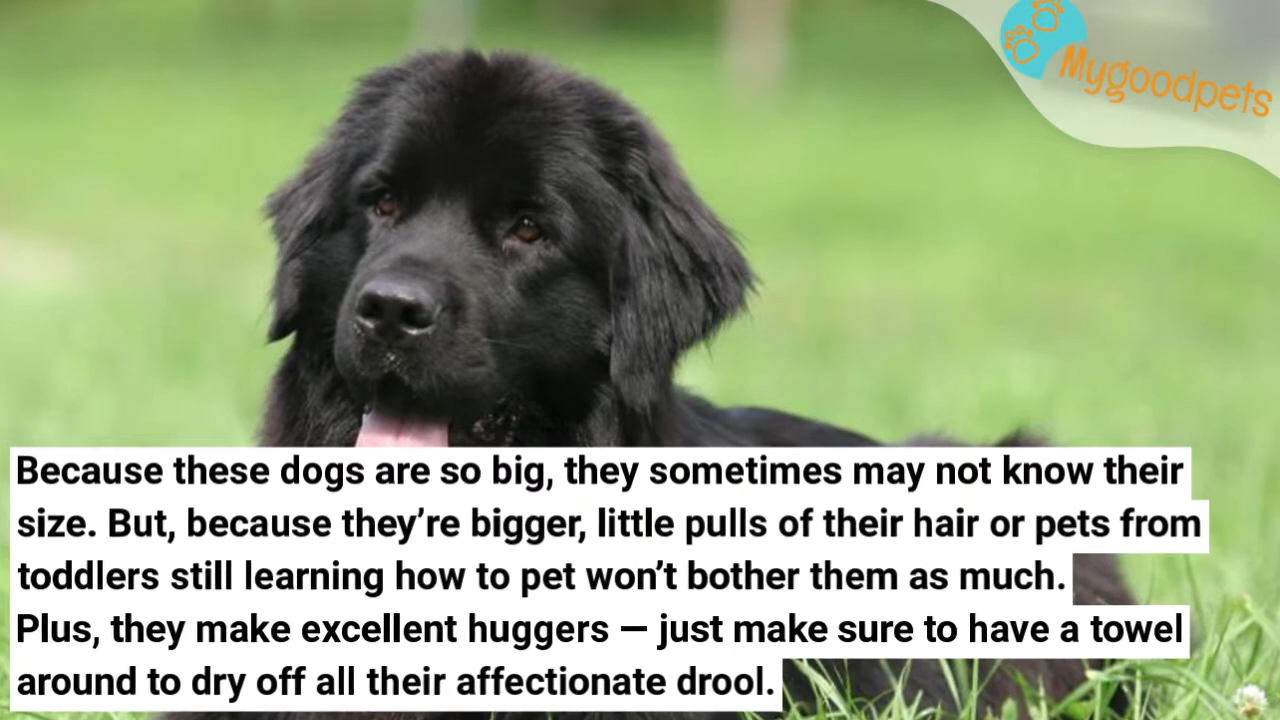 Mygoodpets
Because these dogs are so big, they sometimes may not know their
size. But, because they’re bigger, little pulls of their hair or pets from
toddlers still learning how to pet won’t bother them as much.
Plus, they make excellent huggers — just make sure to have a towel
around to dry off all their affectionate drool.